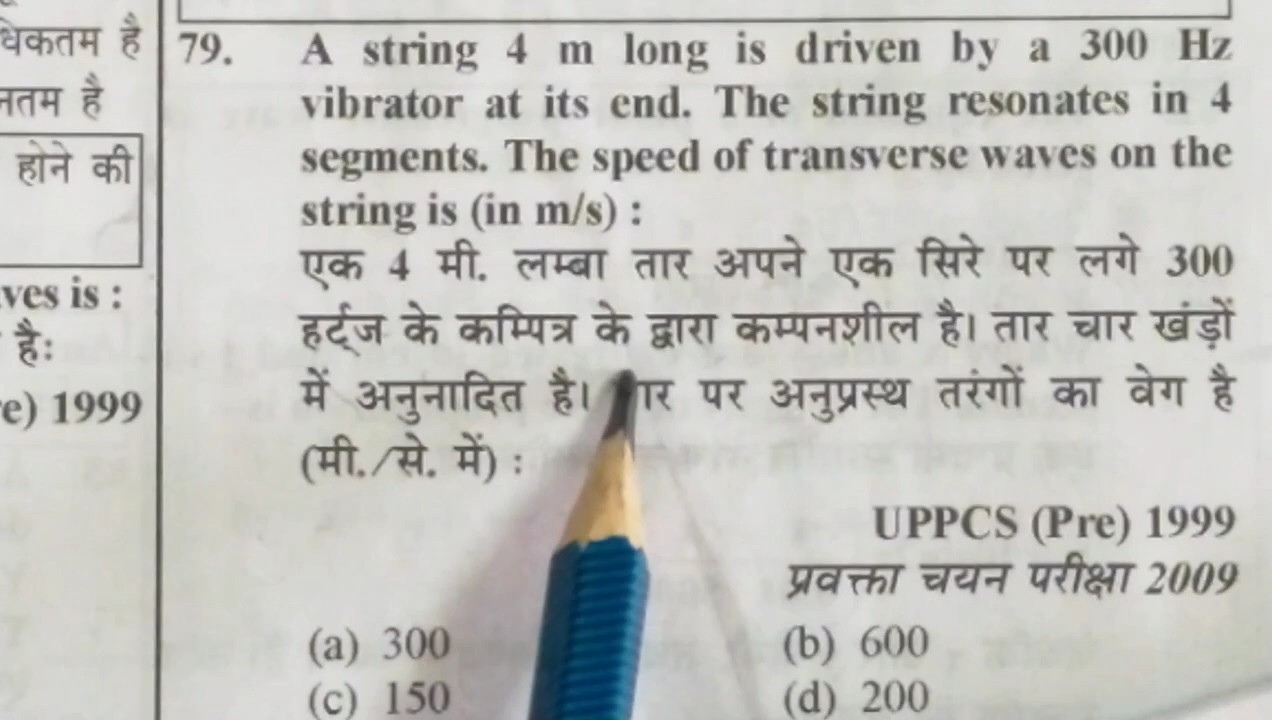 धिकतम है
नतम है
होने की
ves is :
है:
e) 1999
79. A string 4 m long is driven by a 300 Hz
vibrator at its end. The string resonates in 4
segments. The speed of transverse waves on the
string is (in m/s) :
एक 4 मी. लम्बा तार अपने एक सिरे पर लगे 300
हर्ट्ज के कम्पित्र के द्वारा कम्पनशील है। तार चार खंड़ों
में अनुनादित है। पर अनुप्रस्थ तरंगों का वेग है
(मी./से. में) :
UPPCS (Pre) 1999
प्रवक्ता चयन परीक्षा 2009
(a) 300 (b) 600
(c) 150 (d) 200